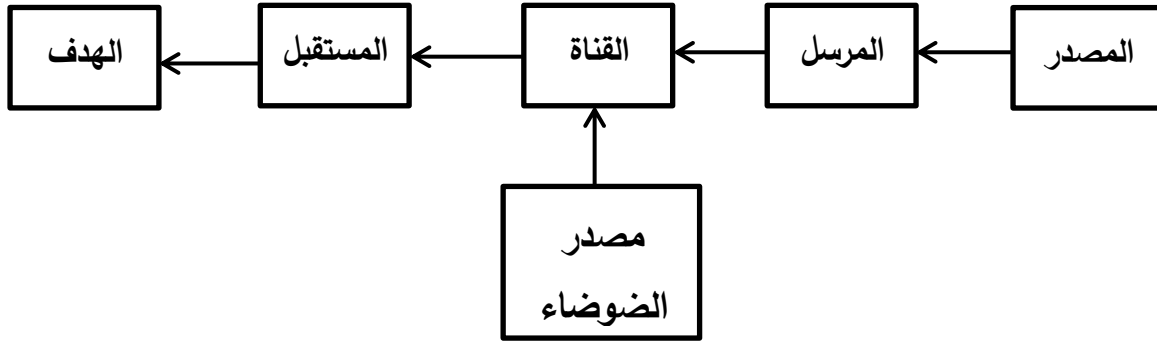 المصدر
المرسل
القناة
المستقبل
الهدف
مصدر
الضوضاء